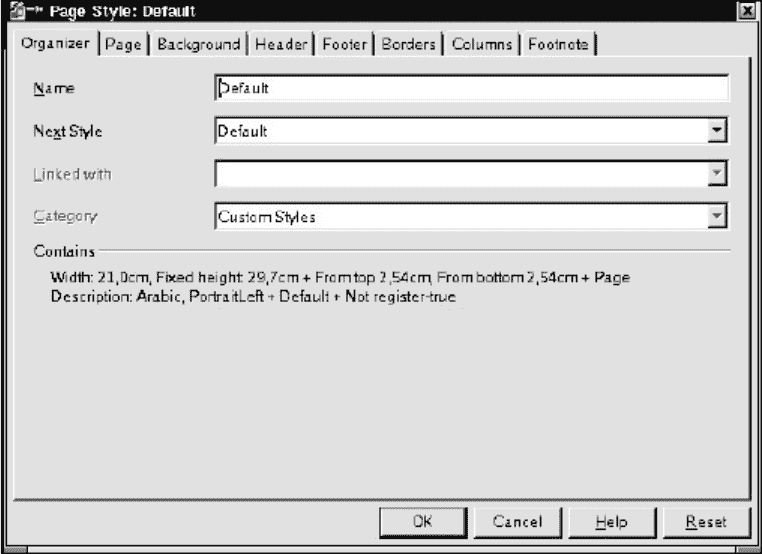 Page Style: Default
Organizer Page Background Header Footer Borders Columns Footnote
Name Default
Next Style Default
Linked with
Category Custom Styles
Contains
Width: 21,0cm, Fixed height: 29,7cm + From top 2,54cm, From bottom 2,54cm + Page
Description: Arabic, PortraitLeft + Default + Not register-true
OK Cancel Help Reset